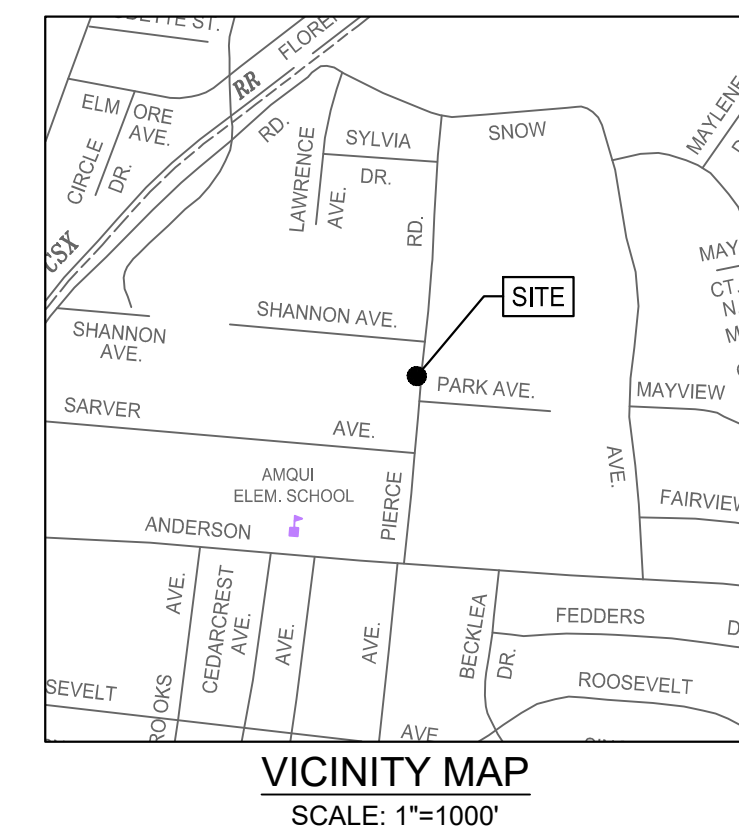 FLOREN
RR
RD.
ELM ORE
AVE.
CIRCLE
DR.
CSX
LAWRENCE
AVE.
SYLVIA
DR.
RD.
SNOW
MAYLENE
SITE
SHANNON AVE.
SHANNON
AVE.
PARK AVE.
MAY
CT.
N.
MAYVIEW
SARVER
AVE.
AVE.
AMQUI
ELEM. SCHOOL
PIERCE
FAIRVIEW
ANDERSON
AVE.
CEDARCREST
AVE.
AVE.
AVE.
BECKLEA
DR.
FEDDERS
D
ROOSEVELT
SEVELT
ROOKS
AVE
VICINITY MAP
SCALE: 1"=1000'